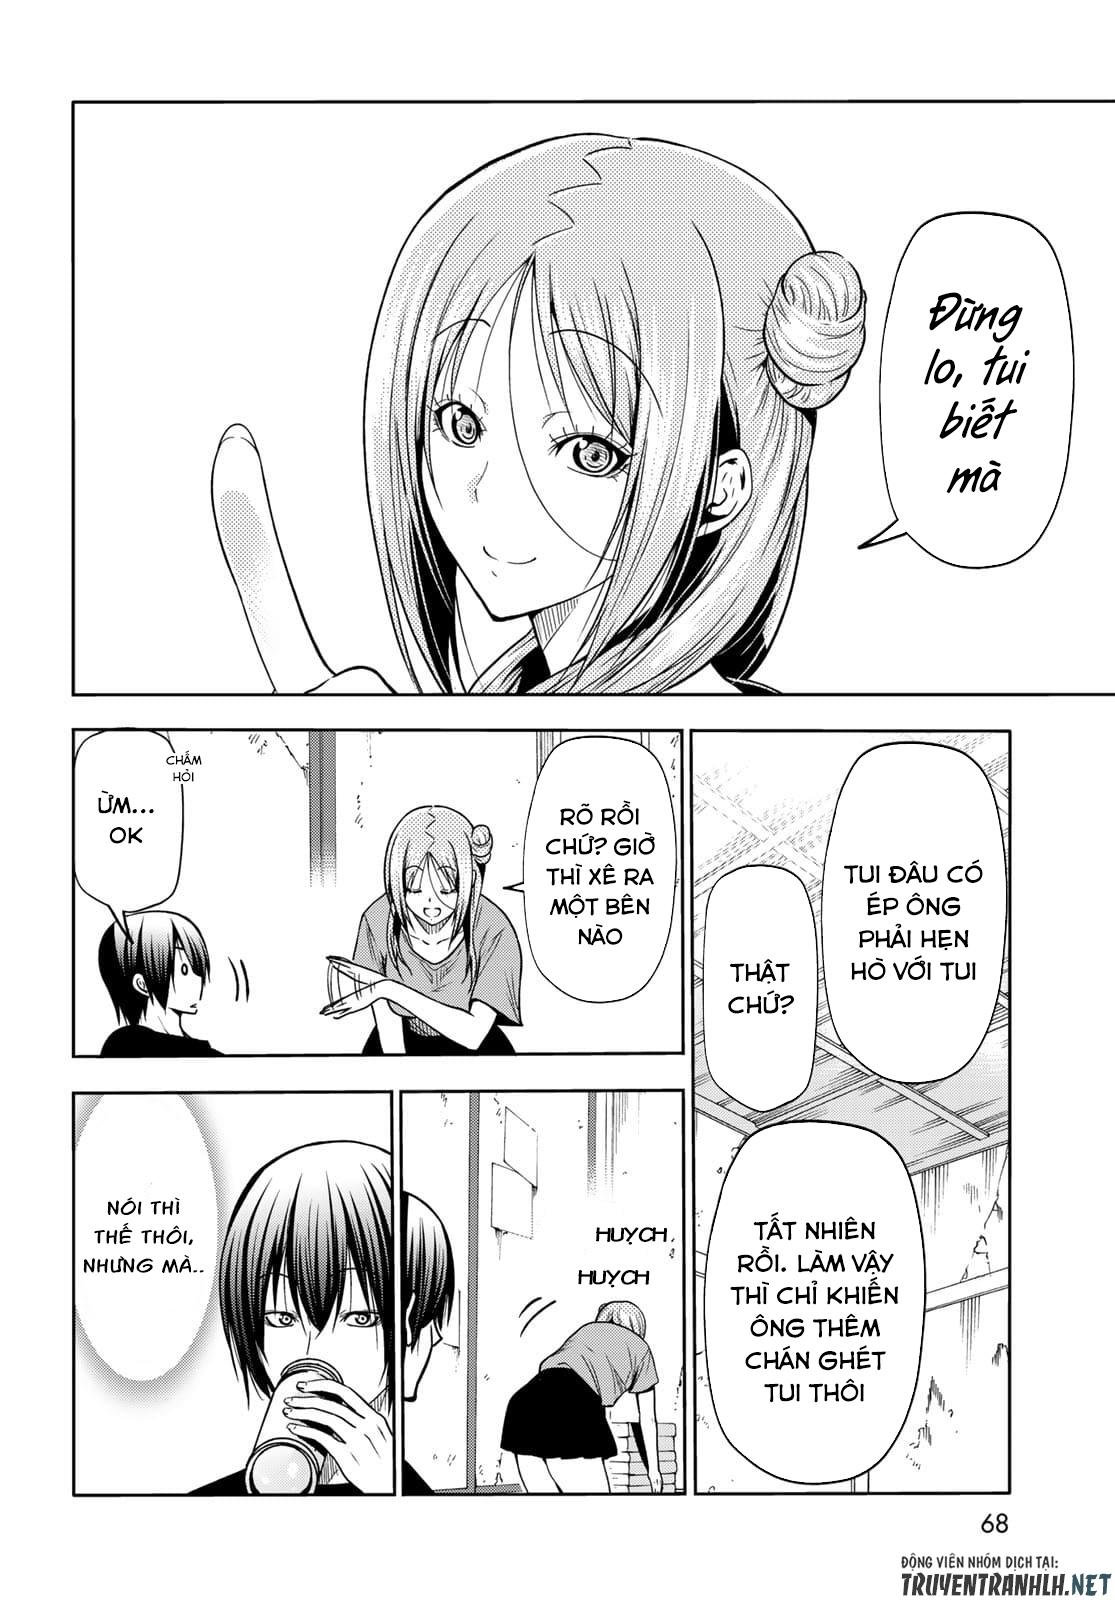 Đừng
lo, tui
biết
mà
TUI ĐÂU CÓ
ÉP ÔNG
PHẢI HẸN
HÒ VỚI TUI
THẬT
CHỨ?
TẤT NHIÊN
RỒI. LÀM VẬY
THÌ CHỈ KHIẾN
ÔNG THÊM
CHÁN GHÉT
TUI THÔI
RÕ RỒI
CHỨ? GIỜ
THÌ XÊ RA
MỘT BÊN
NÀO
CHẤM
HỎI
ỪM...
OK
HUỴCH
HUỴCH
NÓI THÌ
THẾ THÔI,
NHƯNG MÀ..
68
ĐỘNG VIÊN NHÓM DỊCH TẠI:
TRUYENTRANHLH.NET